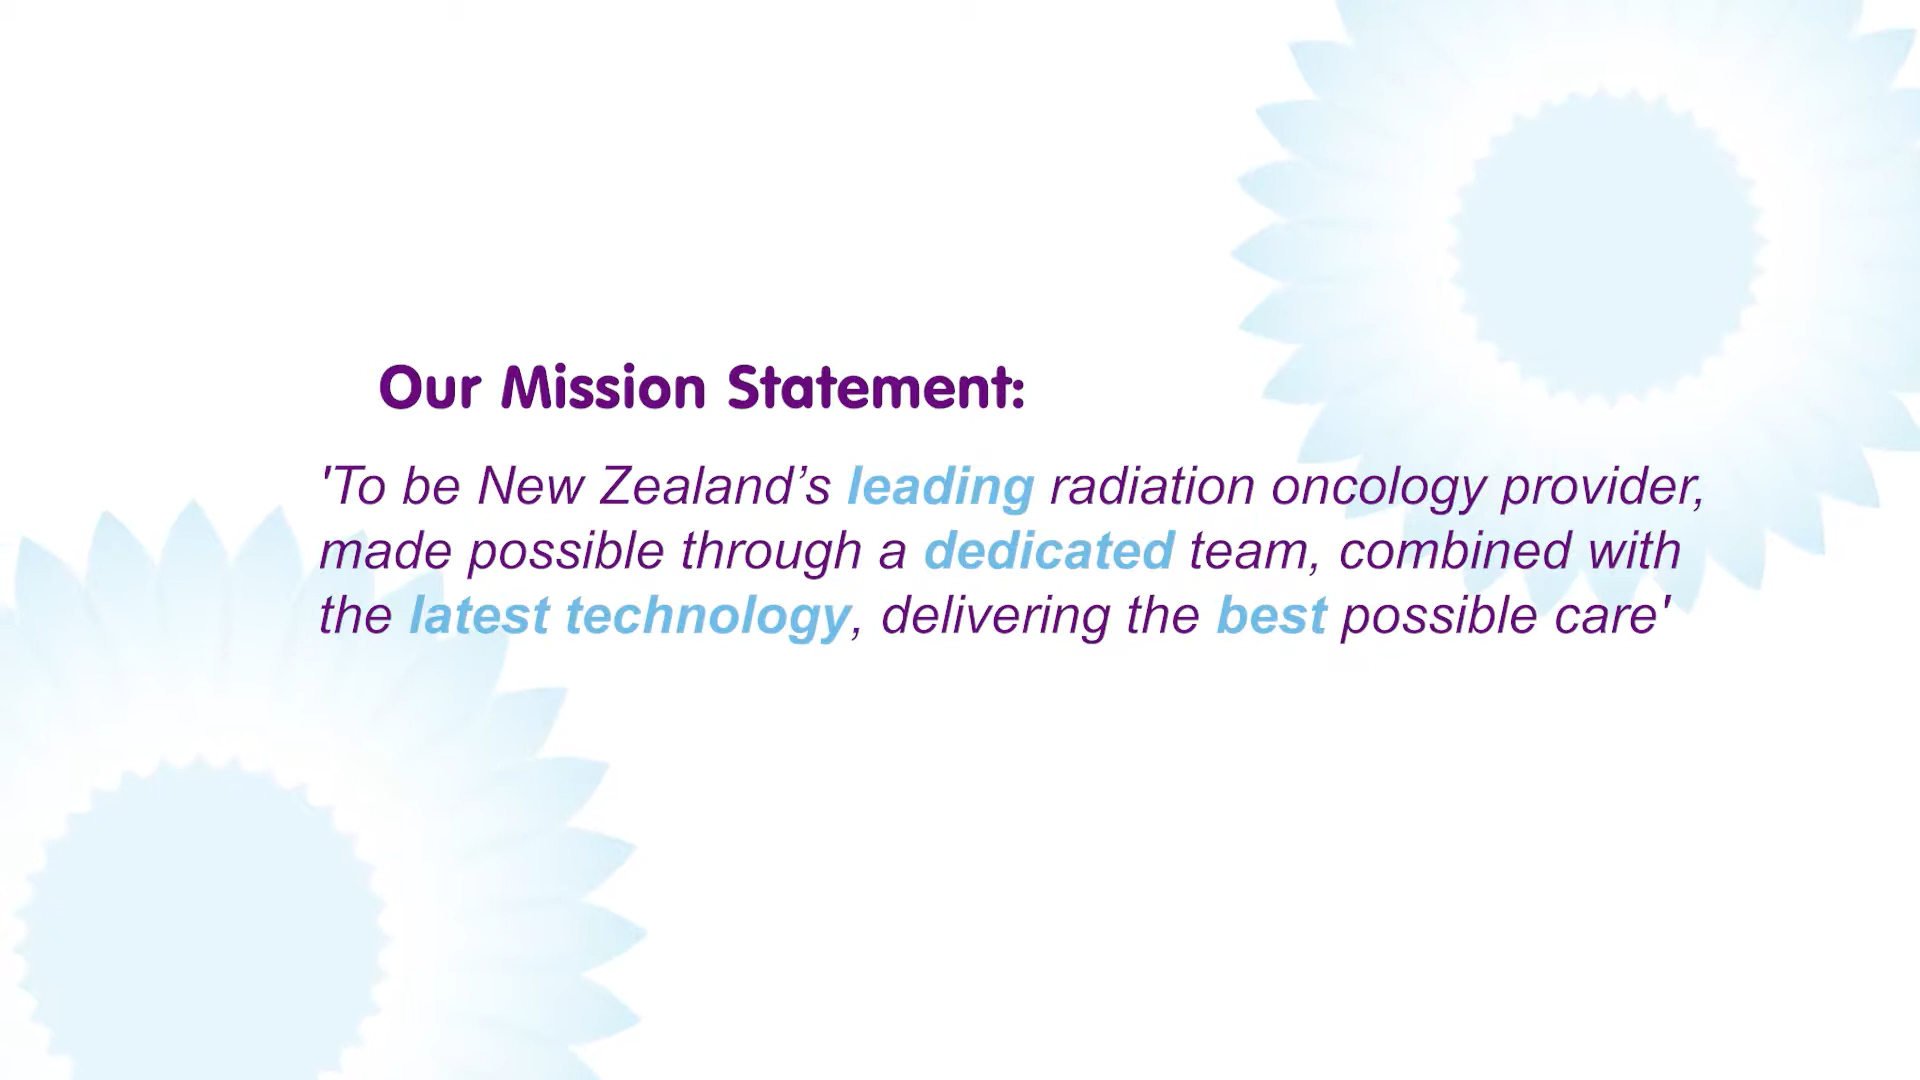 Our Mission Statement:
'To be New Zealand’s leading radiation oncology provider,
made possible through a dedicated team, combined with
the latest technology, delivering the best possible care'